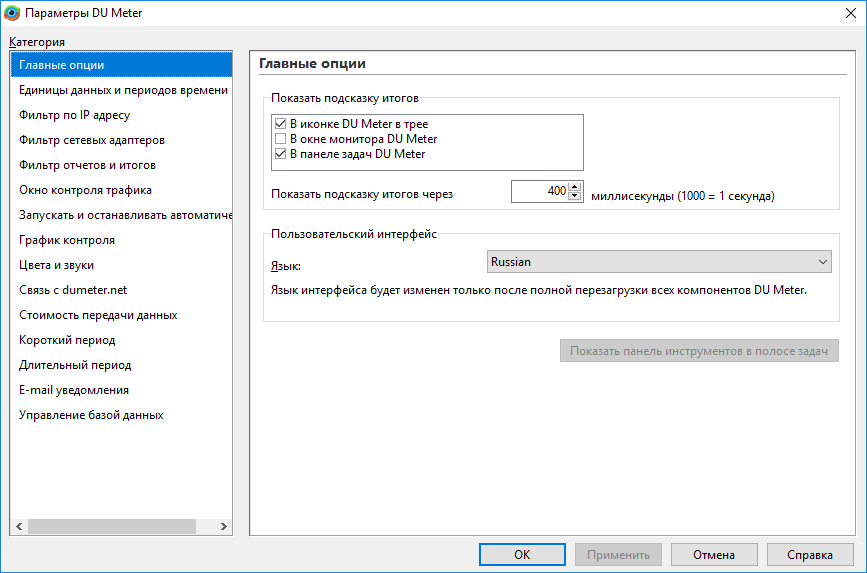 Параметры DU Meter
Категория
Главные опции
Единицы данных и периодов времени
Фильтр по IP адресу
Фильтр сетевых адаптеров
Фильтр отчетов и итогов
Окно контроля трафика
Запускать и останавливать автоматиче
График контроля
Цвета и звуки
Связь с dumeter.net
Стоимость передачи данных
Короткий период
Длительный период
E-mail уведомления
Управление базой данных
Главные опции
Показать подсказку итогов
В иконке DU Meter в трее
В окне монитора DU Meter
В панеле задач DU Meter
Показать подсказку итогов через 400 миллисекунды (1000 = 1 секунда)
Пользовательский интерфейс
Язык: Russian
Язык интерфейса будет изменен только после полной перезагрузки всех компонентов DU Meter.
Показать панель инструментов в полосе задач
OK Применить Отмена Справка